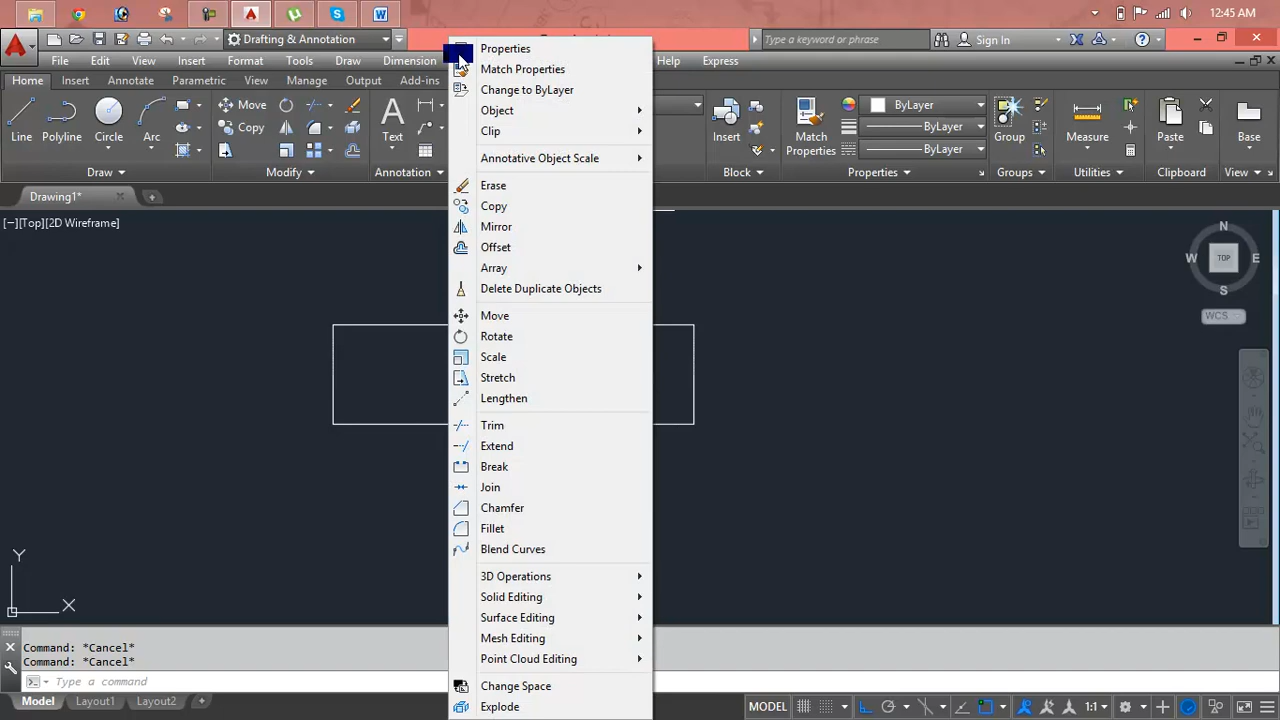 12:45 AM
Drafting & Annotation
Type a keyword or phrase
Sign In
File
Edit
View
Insert
Format
Tools
Draw
Dimension
Help
Express
Home
Insert
Annotate
Parametric
View
Manage
Output
Add-ins
Line
Polyline
Circle
Arc
Move
Copy
Text
Insert
Match
Properties
ByLayer
ByLayer
ByLayer
Group
Measure
Paste
Base
Draw
Modify
Annotation
Block
Properties
Groups
Utilities
Clipboard
View
Drawing1*
[−][Top][2D Wireframe]
Properties
Match Properties
Change to ByLayer
Object
Clip
Annotative Object Scale
Erase
Copy
Mirror
Offset
Array
Delete Duplicate Objects
Move
Rotate
Scale
Stretch
Lengthen
Trim
Extend
Break
Join
Chamfer
Fillet
Blend Curves
3D Operations
Solid Editing
Surface Editing
Mesh Editing
Point Cloud Editing
Change Space
Explode
N
W
TOP
E
S
WCS
Y
X
Command: *Cancel*
Command: *Cancel*
Type a command
Model
Layout1
Layout2
MODEL
1:1